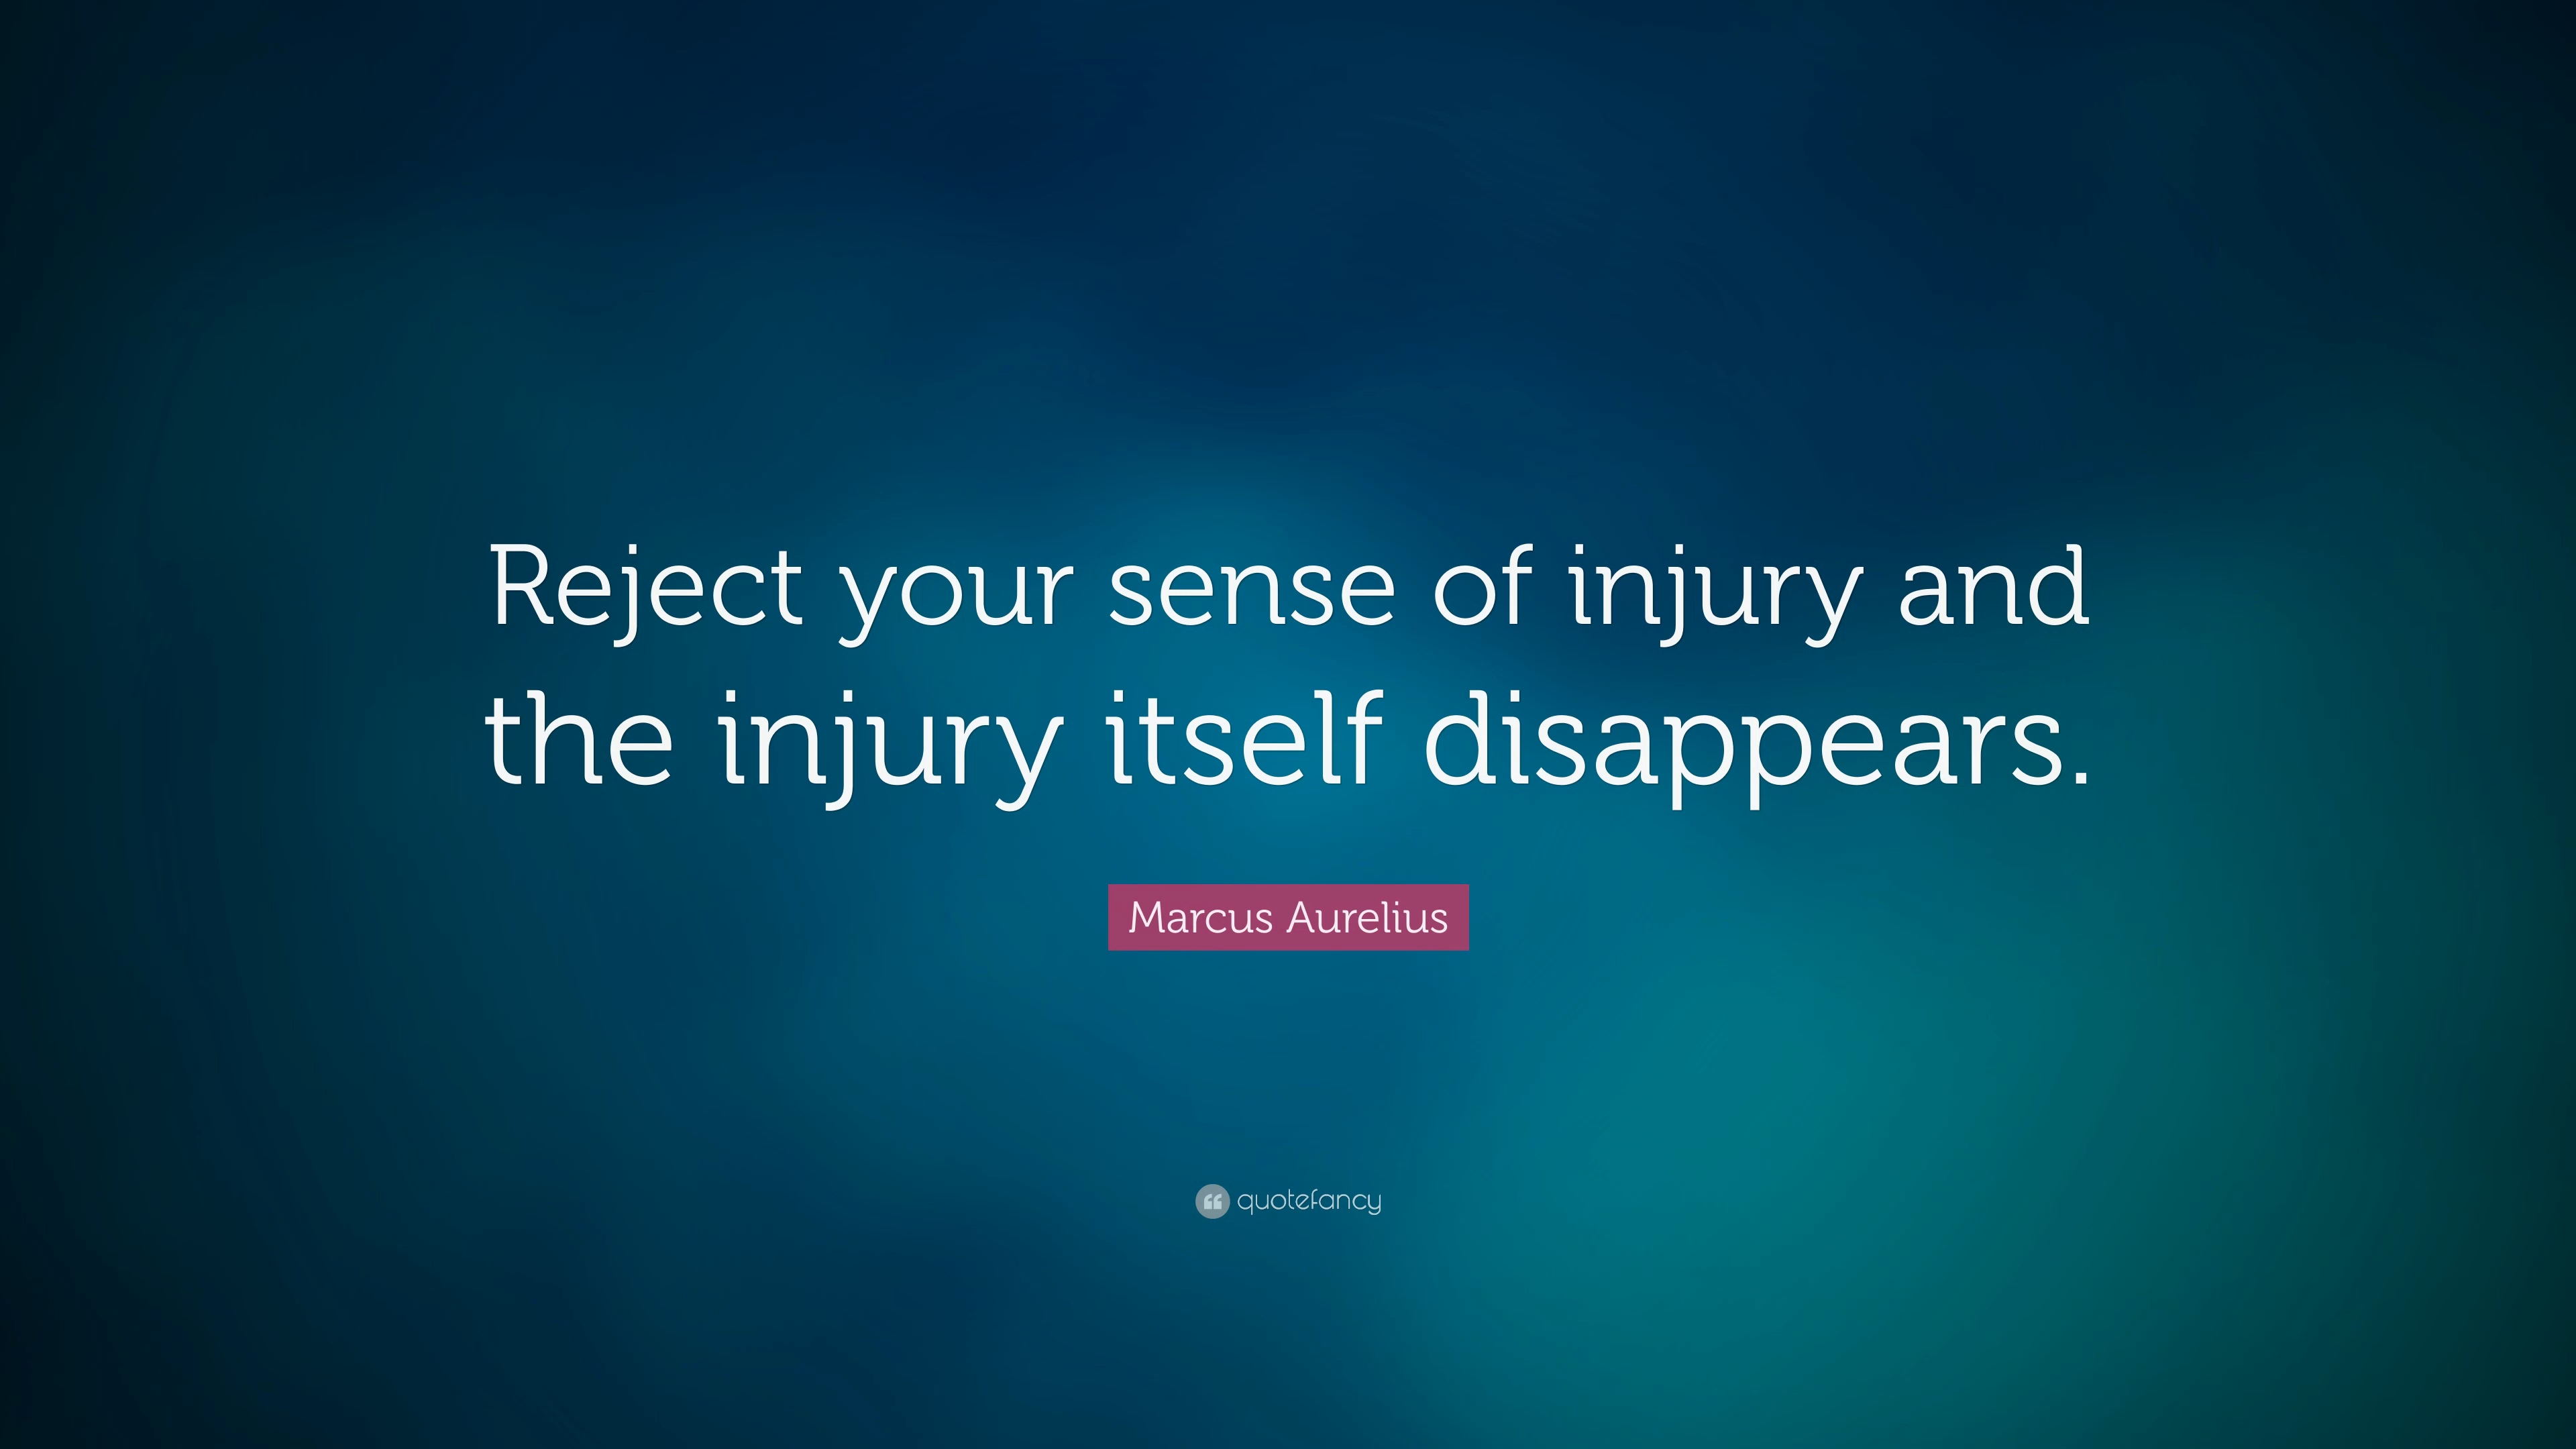 Reject your sense of injury and
the injury itself disappears.
Marcus Aurelius
quotefancy